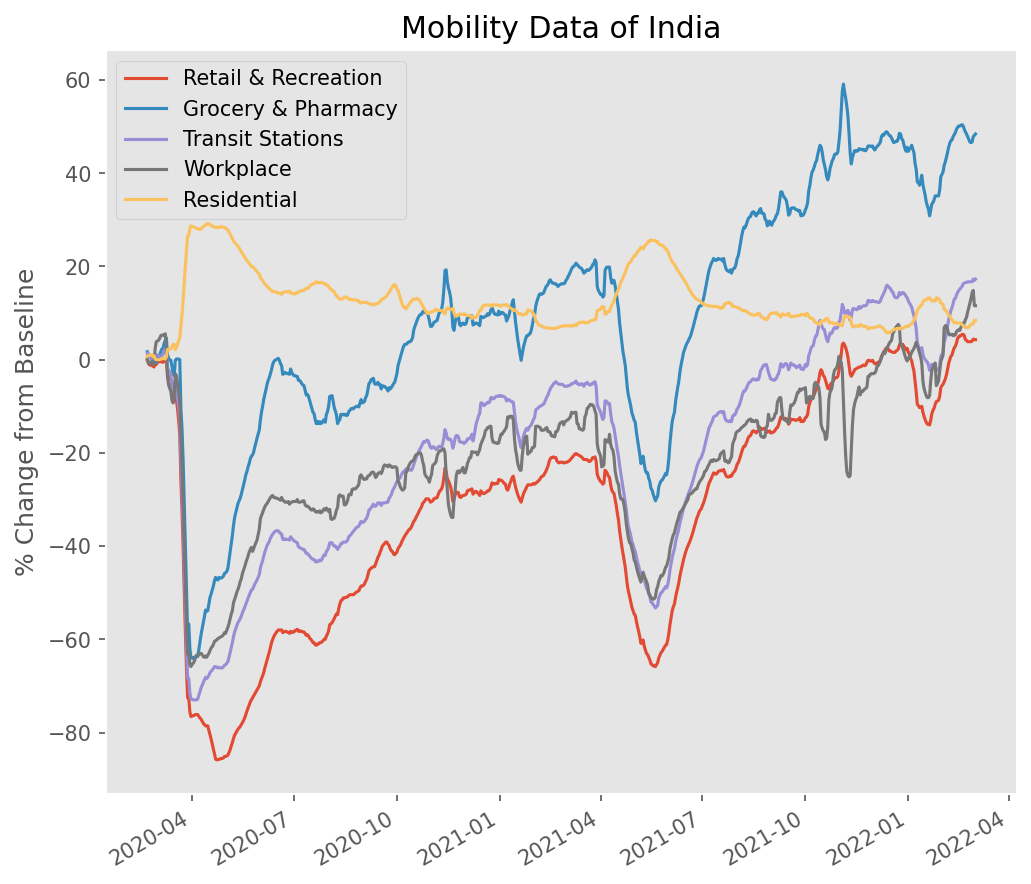 Mobility Data of India
Retail & Recreation
Grocery & Pharmacy
Transit Stations
Workplace
Residential
% Change from Baseline
60
40
20
0
−20
−40
−60
−80
2020-04
2020-07
2020-10
2021-01
2021-04
2021-07
2021-10
2022-01
2022-04